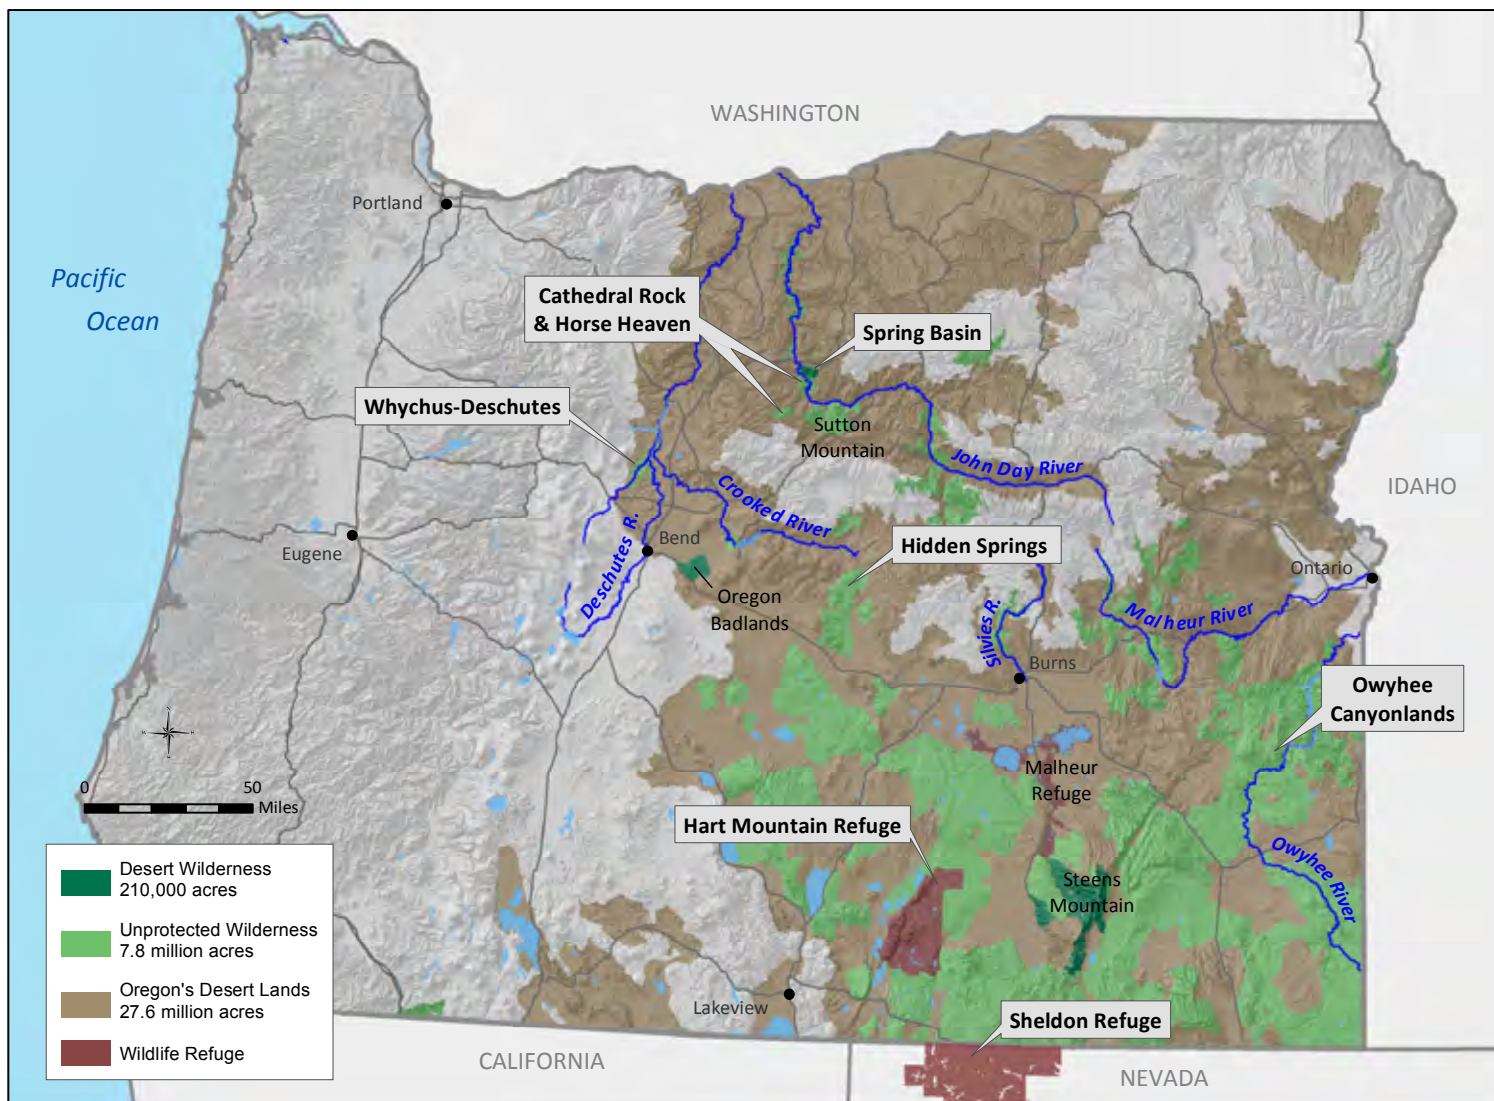 WASHINGTON
Portland
Pacific
Ocean
Cathedral Rock
& Horse Heaven
Spring Basin
Whychus-Deschutes
Sutton
Mountain
John Day River
IDAHO
Crooked River
Hidden Springs
Eugene
Deschutes R.
Bend
Ontario
Oregon
Badlands
Malheur River
Silvies R.
Burns
Owyhee
Canyonlands
N
W
E
S
0
50
Miles
Malheur
Refuge
Hart Mountain Refuge
Owyhee River
Steens
Mountain
Desert Wilderness
210,000 acres
Unprotected Wilderness
7.8 million acres
Oregon's Desert Lands
27.6 million acres
Wildlife Refuge
Lakeview
Sheldon Refuge
CALIFORNIA
NEVADA